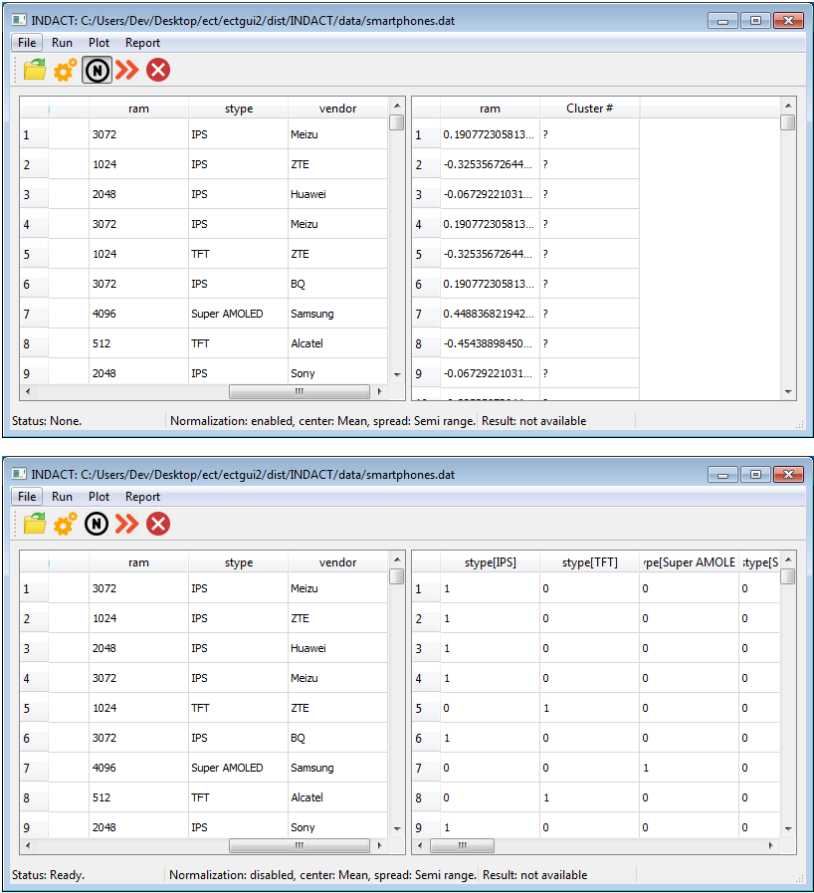 INDACT: C:/Users/Dev/Desktop/ect/ectgui2/dist/INDACT/data/smartphones.dat
File Run Plot Report
N
ram stype vendor ram Cluster #
1 3072 IPS Meizu 1 0.190772305813... ?
2 1024 IPS ZTE 2 -0.32535672644... ?
3 2048 IPS Huawei 3 -0.06729221031... ?
4 3072 IPS Meizu 4 0.190772305813... ?
5 1024 TFT ZTE 5 -0.32535672644... ?
6 3072 IPS BQ 6 0.190772305813... ?
7 4096 Super AMOLED Samsung 7 0.448836821942... ?
8 512 TFT Alcatel 8 -0.45438898450... ?
9 2048 IPS Sony 9 -0.06729221031... ?
Status: None. Normalization: enabled, center: Mean, spread: Semi range. Result: not available
INDACT: C:/Users/Dev/Desktop/ect/ectgui2/dist/INDACT/data/smartphones.dat
File Run Plot Report
N
ram stype vendor stype[IPS] stype[TFT] rpe[Super AMOLE stype[S
1 3072 IPS Meizu 1 1 0 0 0
2 1024 IPS ZTE 2 1 0 0 0
3 2048 IPS Huawei 3 1 0 0 0
4 3072 IPS Meizu 4 1 0 0 0
5 1024 TFT ZTE 5 0 1 0 0
6 3072 IPS BQ 6 1 0 0 0
7 4096 Super AMOLED Samsung 7 0 0 1 0
8 512 TFT Alcatel 8 0 1 0 0
9 2048 IPS Sony 9 1 0 0 0
Status: Ready. Normalization: disabled, center: Mean, spread: Semi range. Result: not available